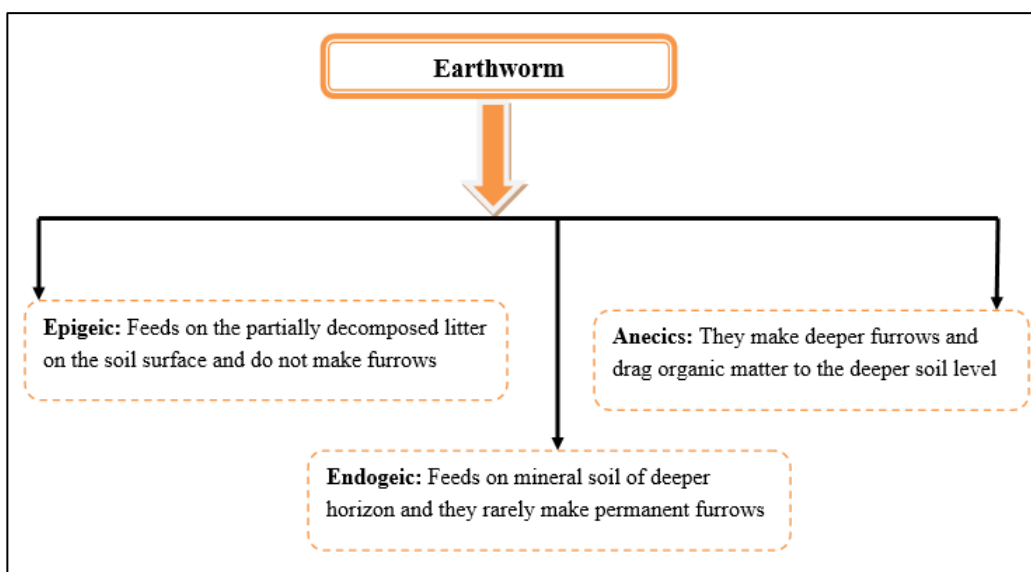 Earthworm
Epigeic: Feeds on the partially decomposed litter
on the soil surface and do not make furrows
Anecics: They make deeper furrows and
drag organic matter to the deeper soil level
Endogeic: Feeds on mineral soil of deeper
horizon and they rarely make permanent furrows